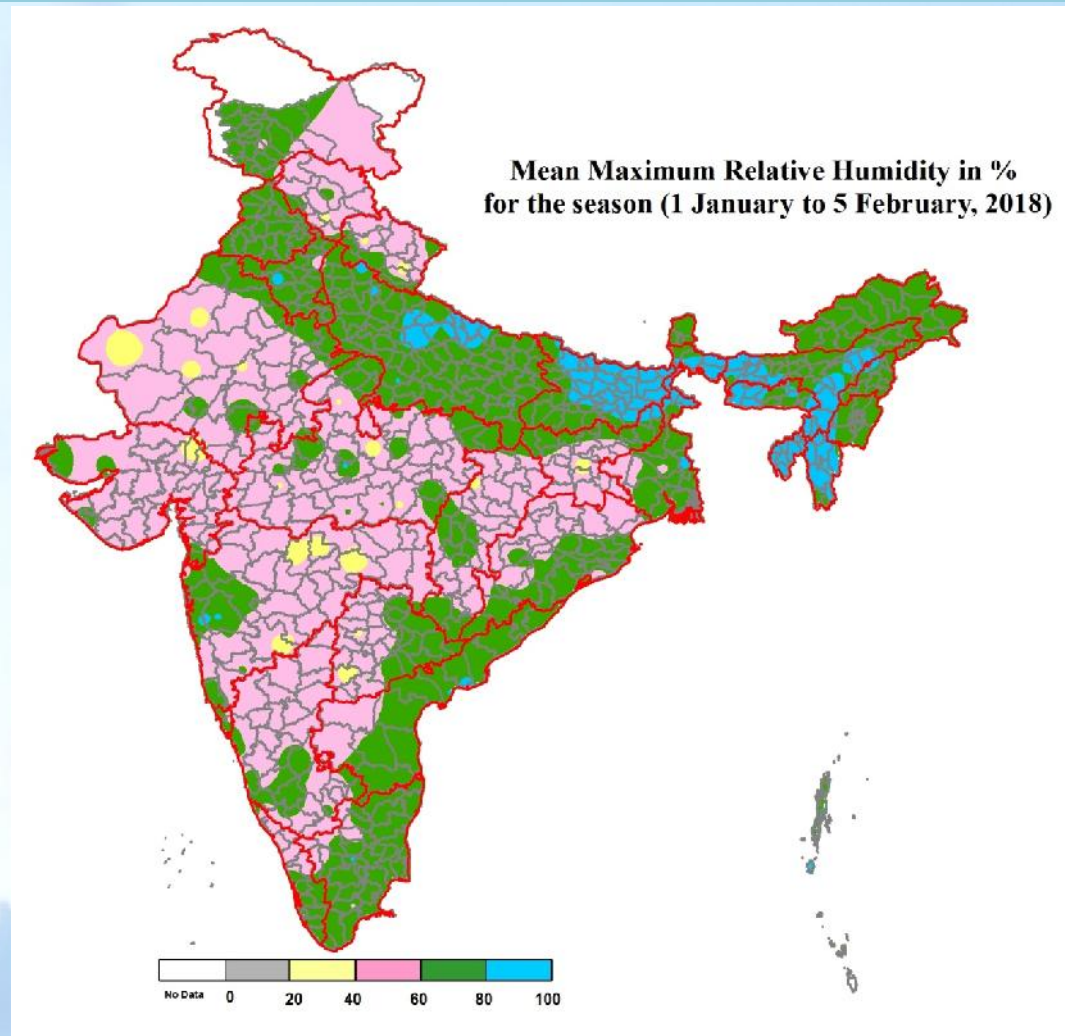 Mean Maximum Relative Humidity in %
for the season (1 January to 5 February, 2018)
No Data 0 20 40 60 80 100